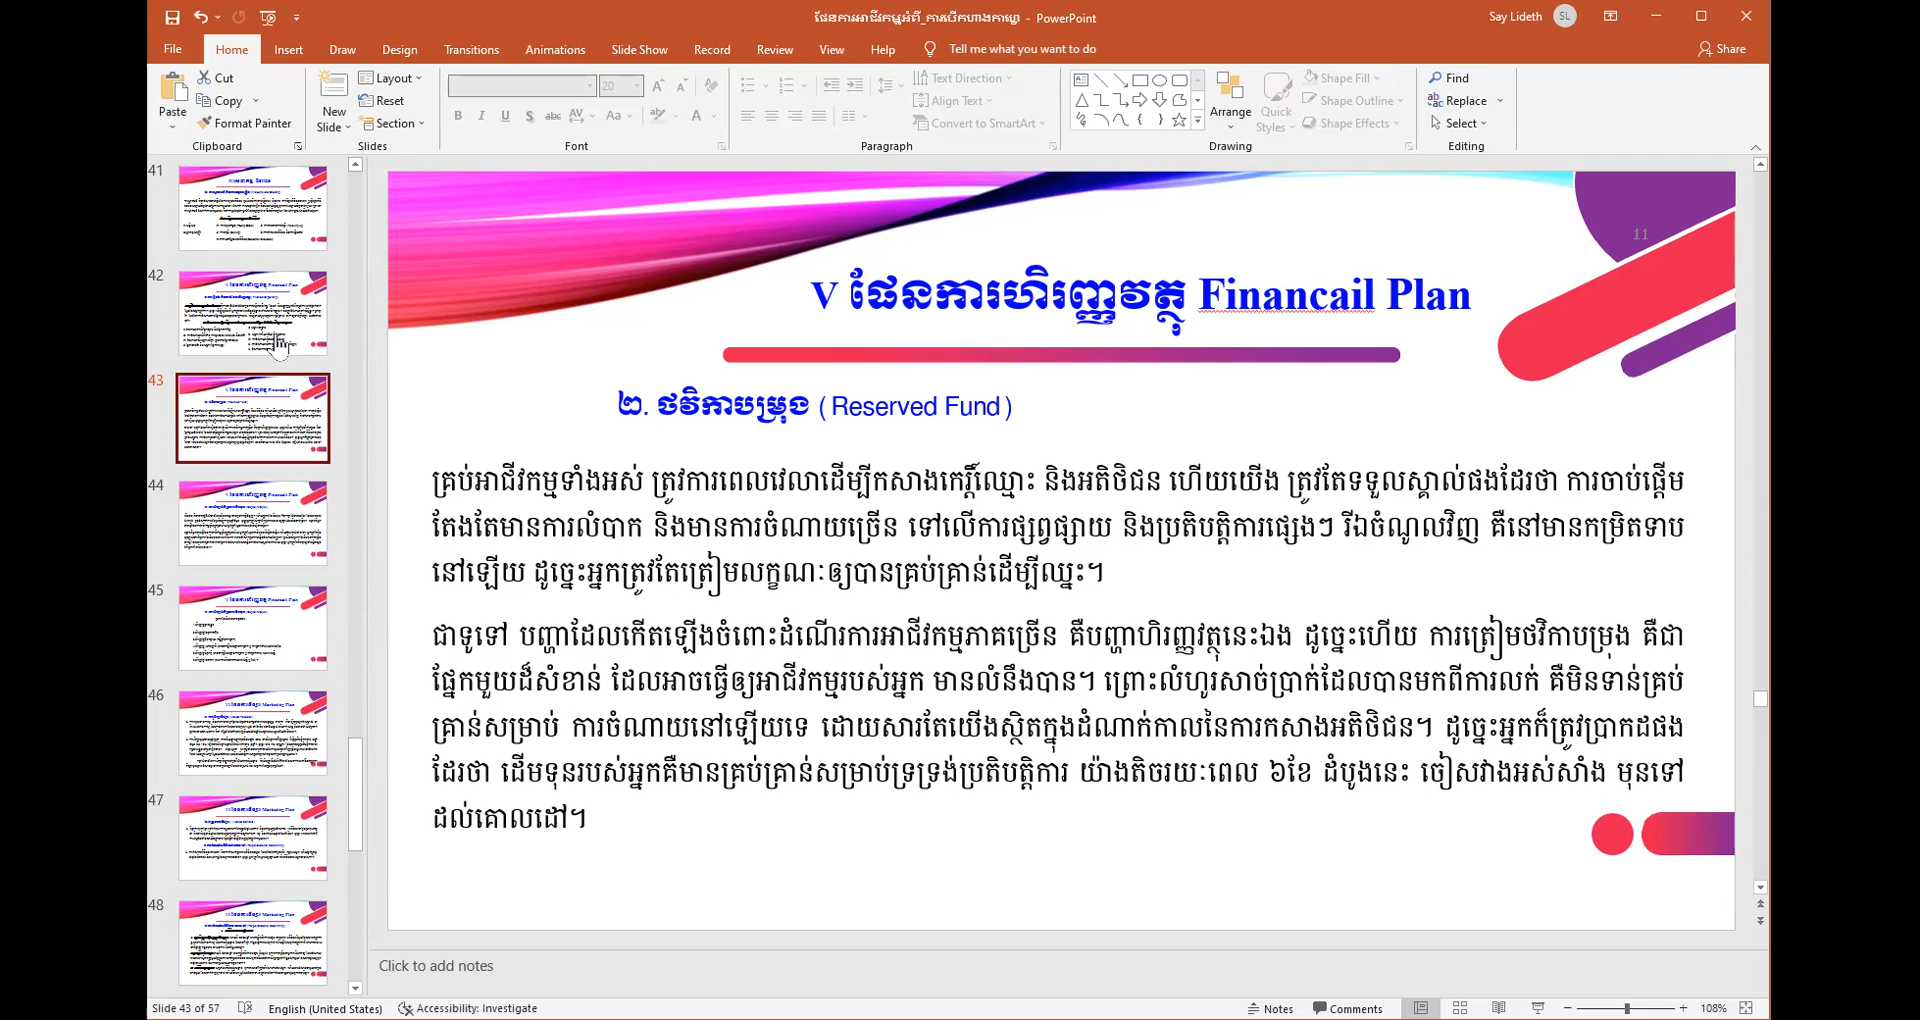 ផែនការអាជីវកម្មអំពី_ការបើកហាងកាហ្វេ - PowerPoint
Say Lideth SL
File Home Insert Draw Design Transitions Animations Slide Show Record Review View Help Tell me what you want to do Share
Cut Layout 20 Text Direction Shape Fill Find
Copy Reset Align Text Shape Outline Replace
Paste Format Painter New Slide Section B I U S abc AV Aa A Convert to SmartArt Arrange Quick Styles Shape Effects Select
Clipboard Slides Font Paragraph Drawing Editing
41
42
43
44
45
46
47
48
11
V ផែនការហិរញ្ញវត្ថុ Financail Plan
២. ថវិកាបម្រុង (Reserved Fund)
គ្រប់អាជីវកម្មទាំងអស់ ត្រូវការពេលវេលាដើម្បីកសាងកេរ្តិ៍ឈ្មោះ និងអតិថិជន ហើយយើង ត្រូវតែទទួលស្គាល់ផងដែរថា ការចាប់ផ្តើម
តែងតែមានការលំបាក និងមានការចំណាយច្រើន ទៅលើការផ្សព្វផ្សាយ និងប្រតិបត្តិការផ្សេងៗ រីឯចំណូលវិញ គឺនៅមានកម្រិតទាប
នៅឡើយ ដូច្នេះអ្នកត្រូវតែត្រៀមលក្ខណៈឲ្យបានគ្រប់គ្រាន់ដើម្បីឈ្នះ។
ជាទូទៅ បញ្ហាដែលកើតឡើងចំពោះដំណើរការអាជីវកម្មភាគច្រើន គឺបញ្ហាហិរញ្ញវត្ថុនេះឯង ដូច្នេះហើយ ការត្រៀមថវិកាបម្រុង គឺជា
ផ្នែកមួយដ៏សំខាន់ ដែលអាចធ្វើឲ្យអាជីវកម្មរបស់អ្នក មានលំនឹងបាន។ ព្រោះលំហូរសាច់ប្រាក់ដែលបានមកពីការលក់ គឺមិនទាន់គ្រប់
គ្រាន់សម្រាប់ ការចំណាយនៅឡើយទេ ដោយសារតែយើងស្ថិតក្នុងដំណាក់កាលនៃការកសាងអតិថិជន។ ដូច្នេះអ្នកក៏ត្រូវប្រាកដផង
ដែរថា ដើមទុនរបស់អ្នកគឺមានគ្រប់គ្រាន់សម្រាប់ទ្រទ្រង់ប្រតិបត្តិការ យ៉ាងតិចរយៈពេល ៦ខែ ដំបូងនេះ ចៀសវាងអស់សាំង មុនទៅ
ដល់គោលដៅ។
Click to add notes
Slide 43 of 57 English (United States) Accessibility: Investigate Notes Comments 108%